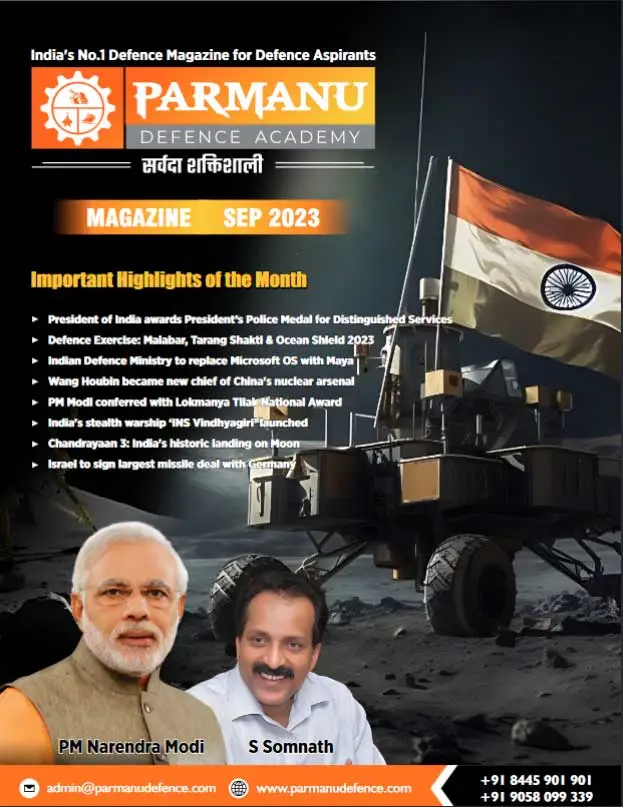 India's No.1 Defence Magazine for Defence Aspirants
PARMANU
DEFENCE ACADEMY
सर्वदा शक्तिशाली
MAGAZINE SEP 2023
Important Highlights of the Month
President of India awards President's Police Medal for Distinguished Services
Defence Exercise: Malabar, Tarang Shakti & Ocean Shield 2023
Indian Defence Ministry to replace Microsoft OS with Maya
Wang Houbin became new chief of China's nuclear arsenal
PM Modi conferred with Lokmanya Tilak National Award
India's stealth warship 'INS Vindhyagiri' launched
Chandrayaan 3: India's historic landing on Moon
Israel to sign largest missile deal with Germany
PM Narendra Modi
S Somnath
admin@parmanudefence.com
www.parmanudefence.com
+91 8445 901 901
+91 9058 099 339